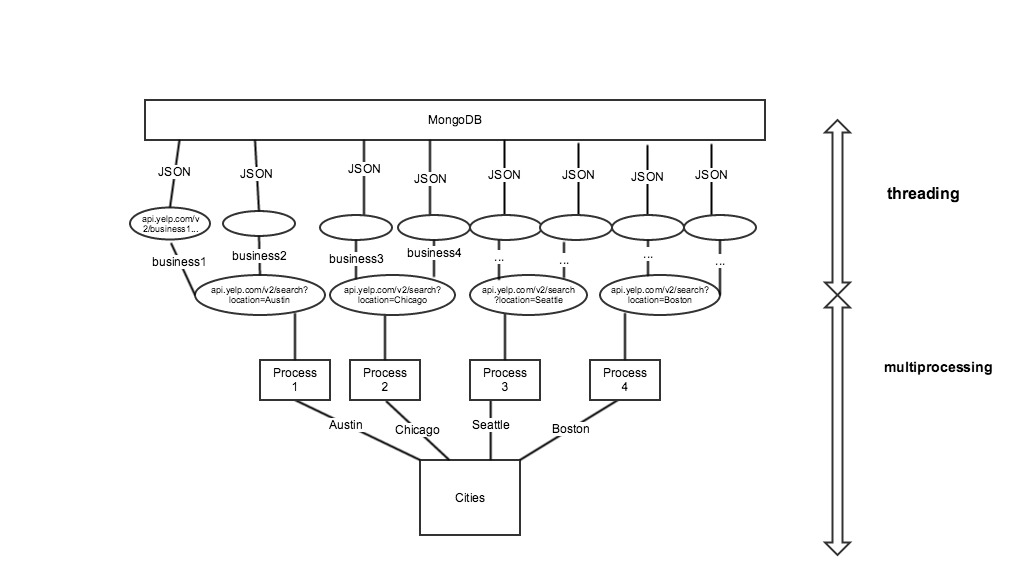 MongoDB
JSON
JSON
JSON
JSON
JSON
JSON
JSON
JSON
threading
api.yelp.com/v
2/business1...
business1
business2
business3
business4
...
...
...
...
api.yelp.com/v2/search?
location=Austin
api.yelp.com/v2/search?
location=Chicago
api.yelp.com/v2/search
?location=Seattle
api.yelp.com/v2/search?
location=Boston
multiprocessing
Process
1
Process
2
Process
3
Process
4
Austin
Chicago
Seattle
Boston
Cities